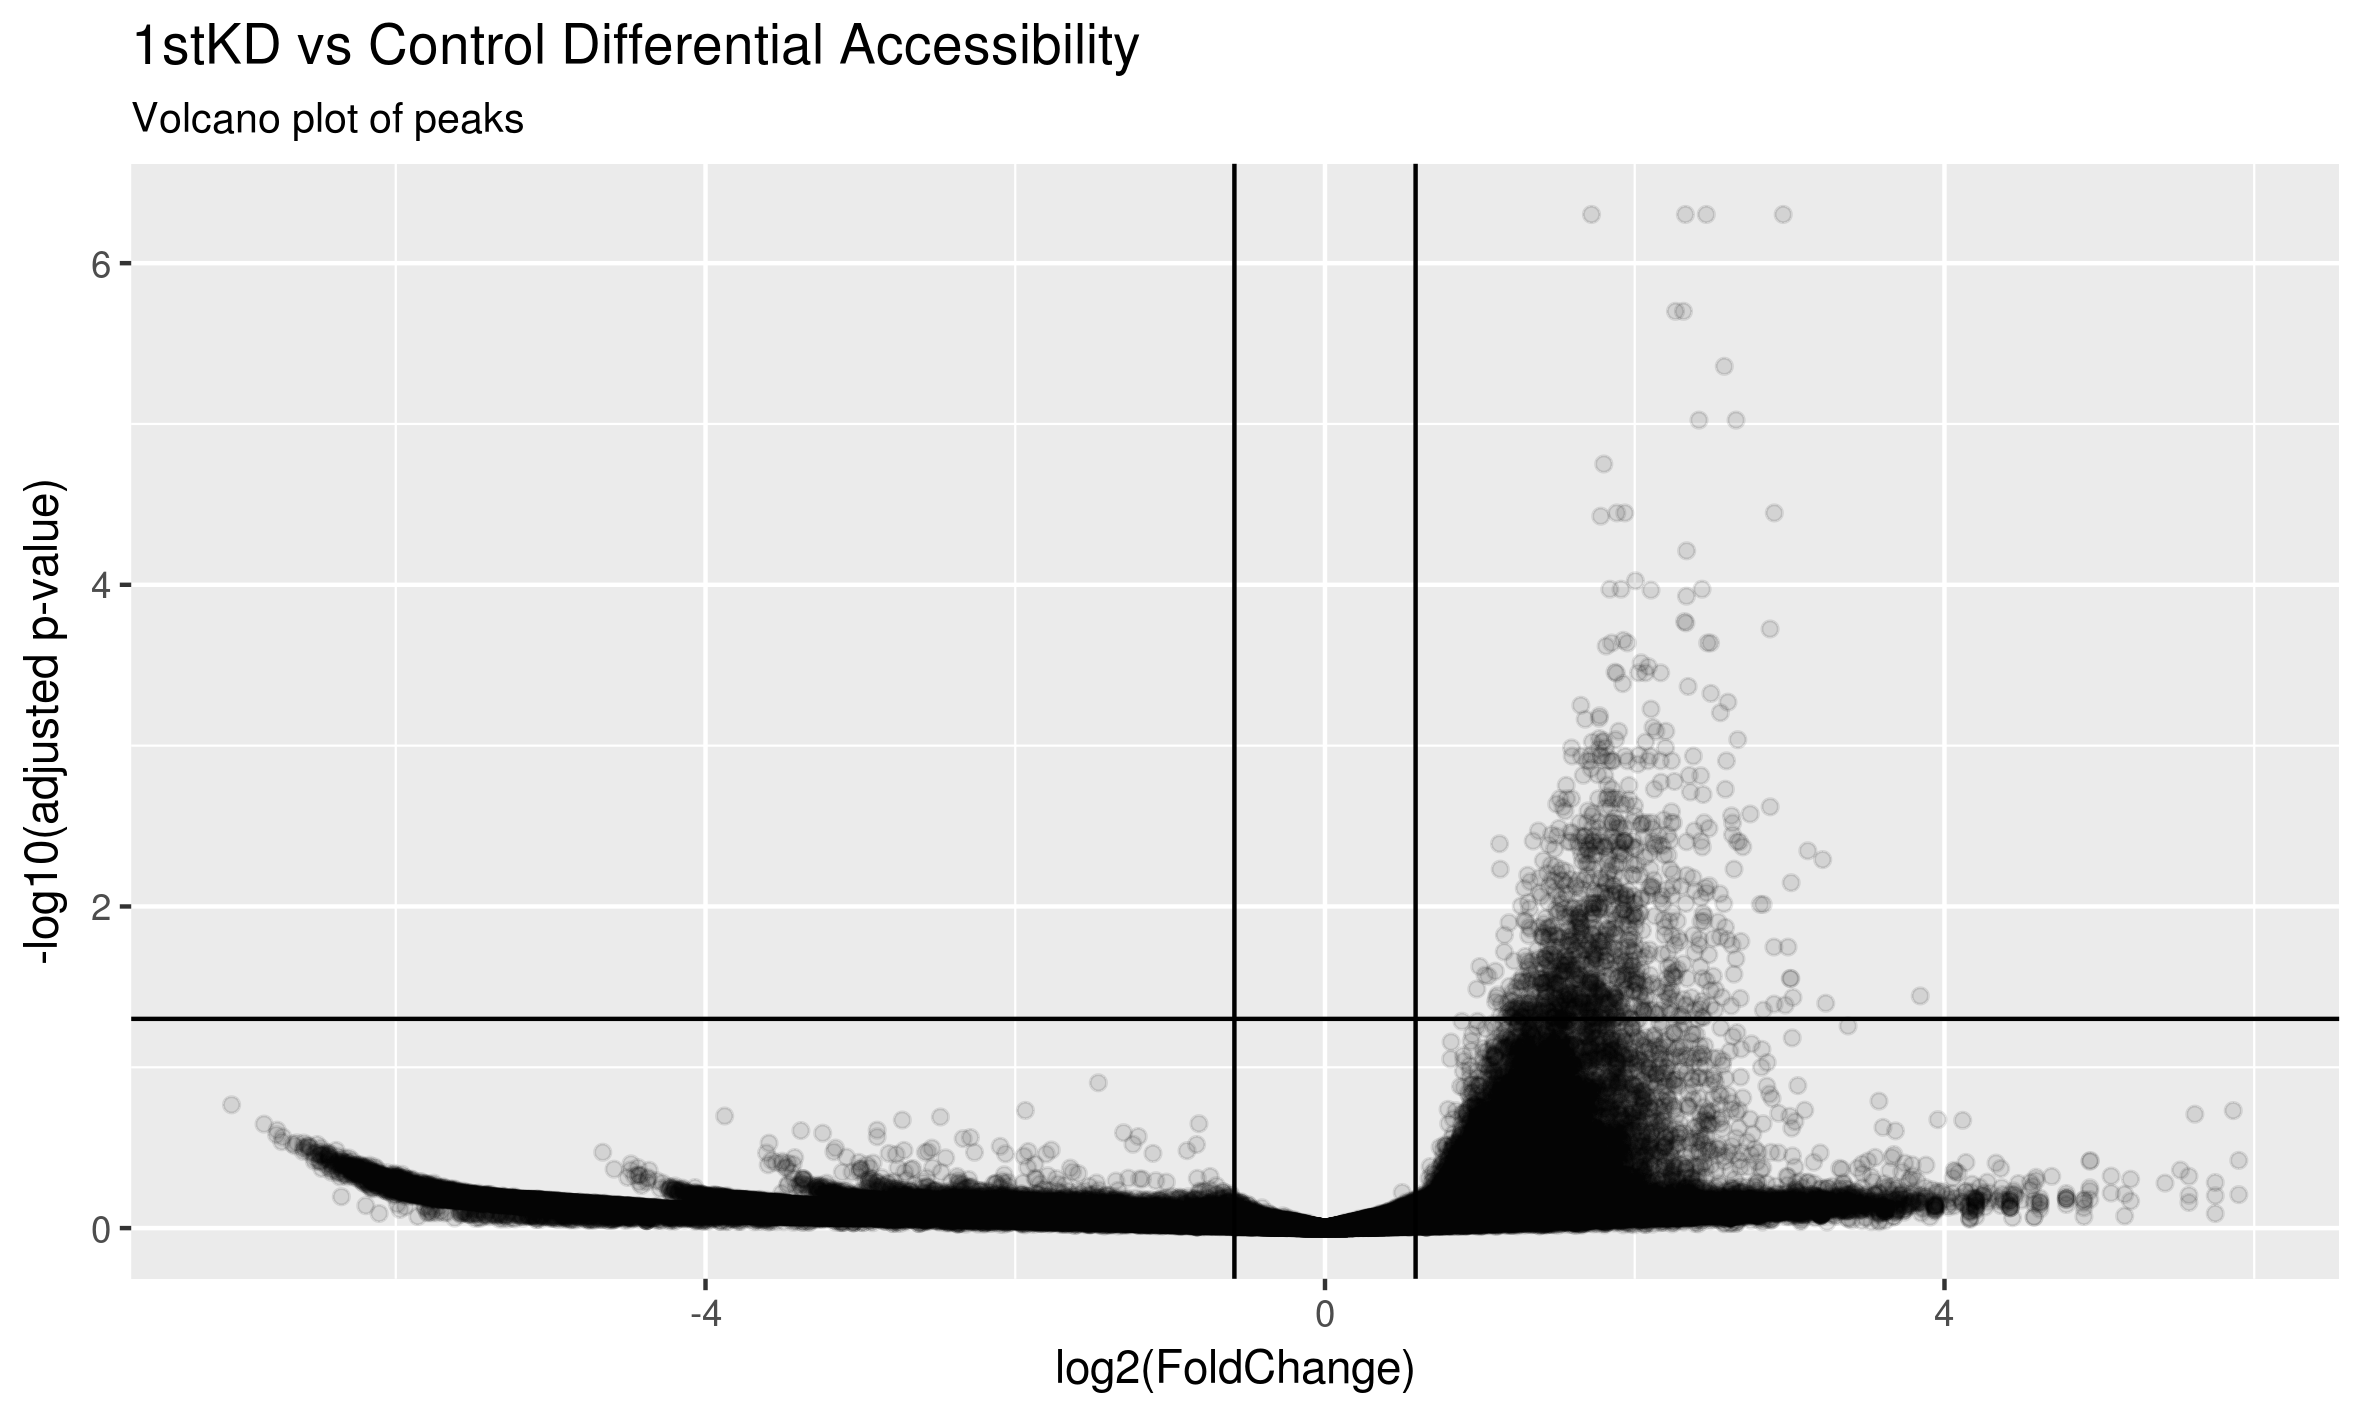 1stKD vs Control Differential Accessibility
Volcano plot of peaks
-log10(adjusted p-value)
6
4
2
0
-4
0
4
log2(FoldChange)